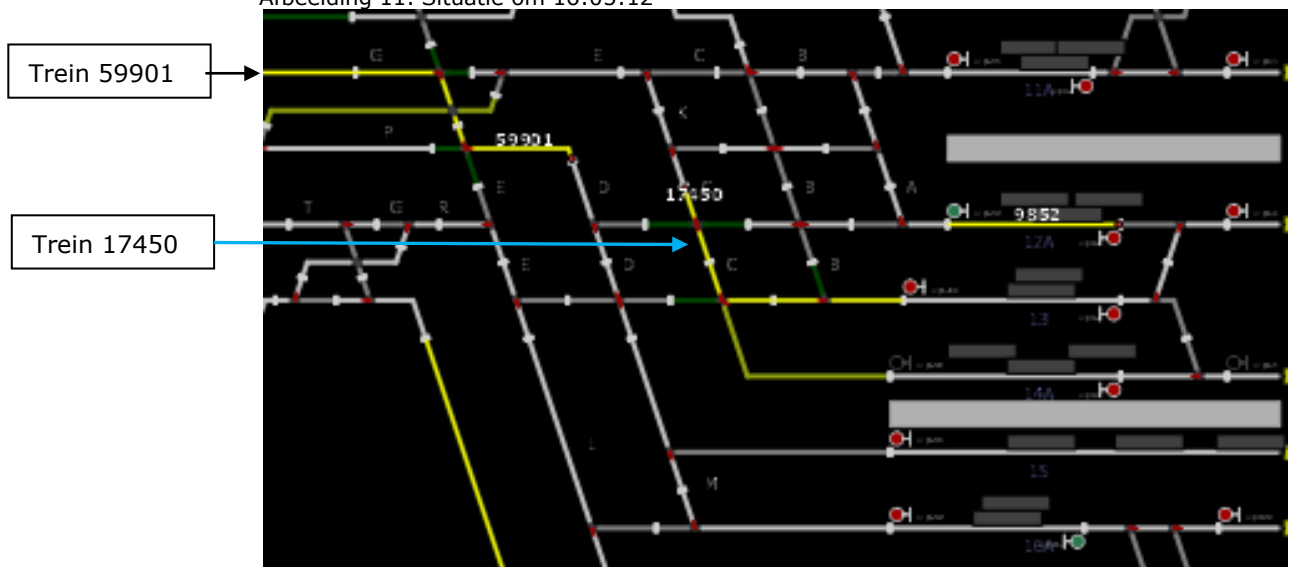 Afbeelding 11: Situatie om 16:05:12
G E C B
Trein 59901
11A
K
P
59901
E D 17450 B A
T G R
9852
12A
Trein 17450
E D C B
13
14A
L
15
M
16A